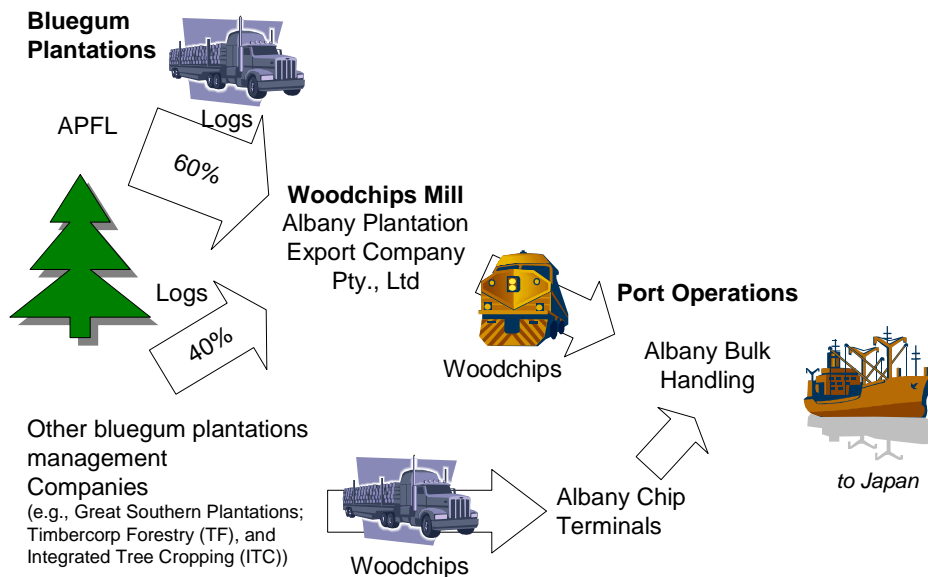 Bluegum
Plantations
Logs
APFL
60%
Woodchips Mill
Albany Plantation
Export Company
Pty., Ltd
Logs
40%
Port Operations
Woodchips
Albany Bulk
Handling
Other bluegum plantations
management
Companies
(e.g., Great Southern Plantations;
Timbercorp Forestry (TF), and
Integrated Tree Cropping (ITC))
Woodchips
Albany Chip
Terminals
to Japan